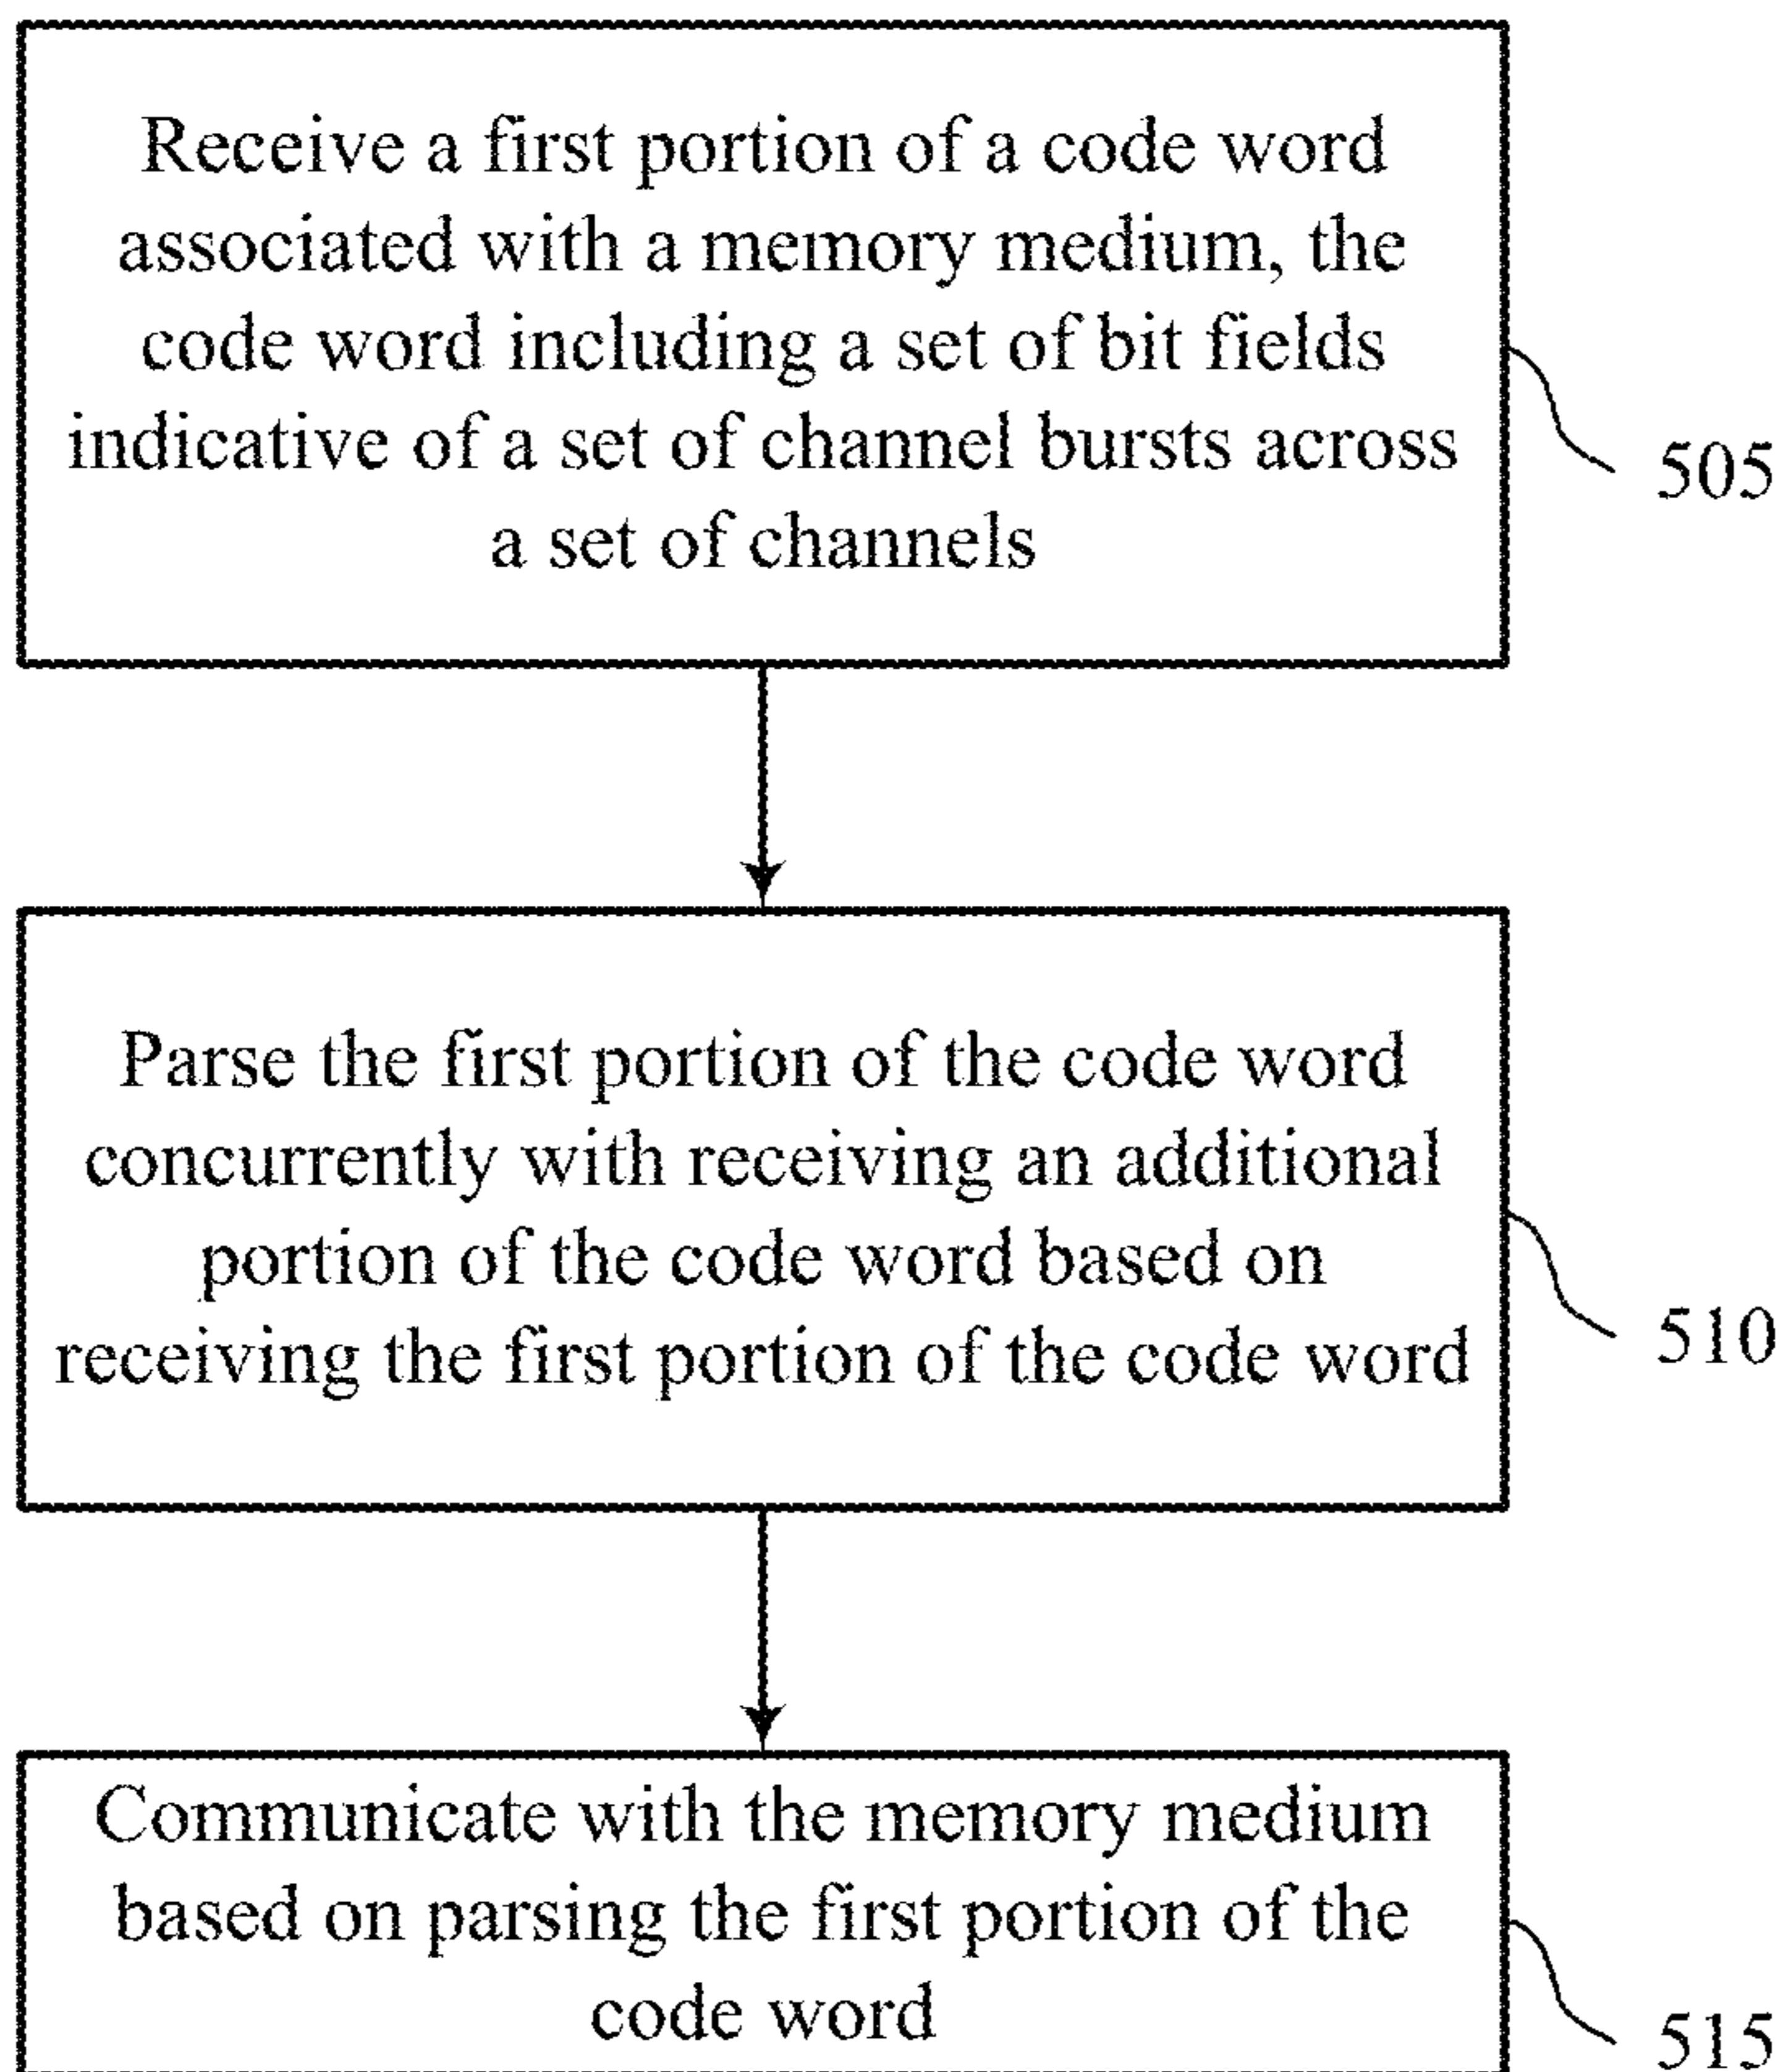 Receive a first portion of a code word
associated with a memory medium, the
code word including a set of bit fields
indicative of a set of channel bursts across
a set of channels
505
Parse the first portion of the code word
concurrently with receiving an additional
portion of the code word based on
receiving the first portion of the code word
510
Communicate with the memory medium
based on parsing the first portion of the
code word
515